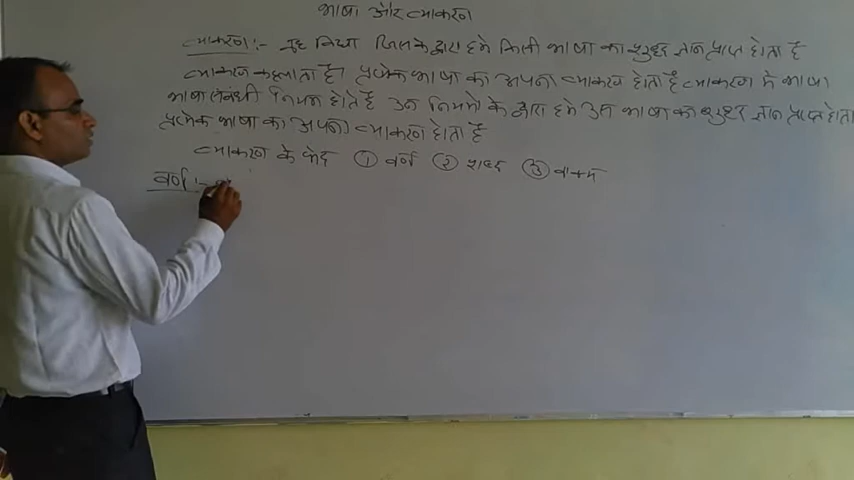 भाषा और व्याकरण
व्याकरण :- वह विद्या जिसके द्वारा हमे किसी भाषा का शुद्ध ज्ञान प्राप्त होता है
व्याकरण कहलाता है। प्रत्येक भाषा का अपना व्याकरण होता है व्याकरण में भाषा
भाषा संबंधी नियम होते है उन नियमो के द्वारा हमे उस भाषा का शुद्ध ज्ञान प्राप्त होता
प्रत्येक भाषा का अपना व्याकरण होता है
व्याकरण के भेद ① वर्ण ② शब्द ③ वाक्य
वर्ण :-